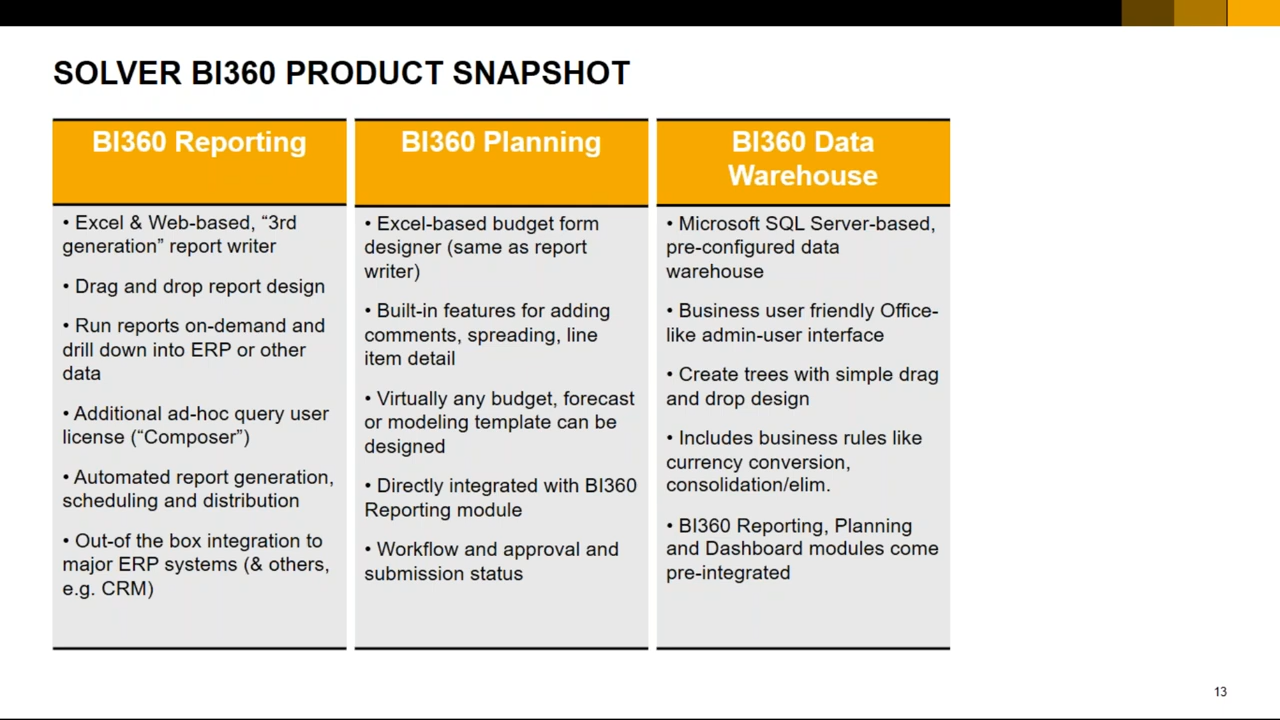 SOLVER BI360 PRODUCT SNAPSHOT
BI360 Reporting
• Excel & Web-based, “3rd
generation” report writer
• Drag and drop report design
• Run reports on-demand and
drill down into ERP or other
data
• Additional ad-hoc query user
license (“Composer”)
• Automated report generation,
scheduling and distribution
• Out-of the box integration to
major ERP systems (& others,
e.g. CRM)
BI360 Planning
• Excel-based budget form
designer (same as report
writer)
• Built-in features for adding
comments, spreading, line
item detail
• Virtually any budget, forecast
or modeling template can be
designed
• Directly integrated with BI360
Reporting module
• Workflow and approval and
submission status
BI360 Data
Warehouse
• Microsoft SQL Server-based,
pre-configured data
warehouse
• Business user friendly Office-
like admin-user interface
• Create trees with simple drag
and drop design
• Includes business rules like
currency conversion,
consolidation/elim.
• BI360 Reporting, Planning
and Dashboard modules come
pre-integrated
13